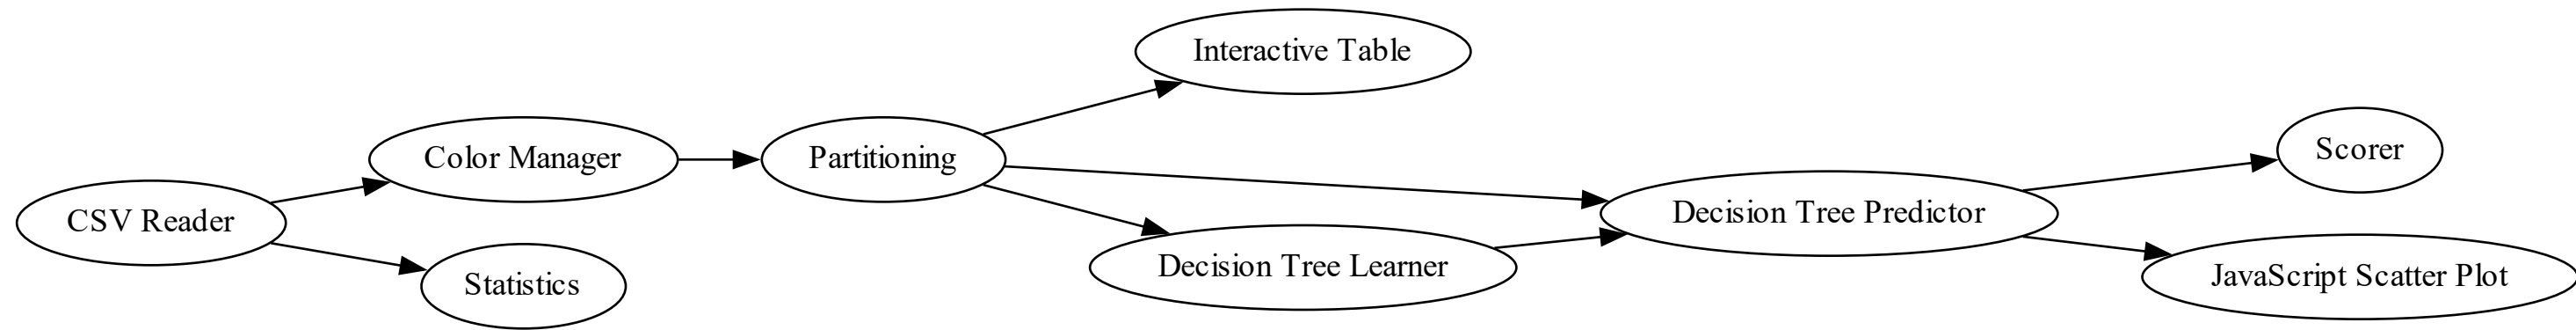 Interactive Table
Color Manager
Partitioning
Scorer
CSV Reader
Decision Tree Predictor
Statistics
Decision Tree Learner
JavaScript Scatter Plot